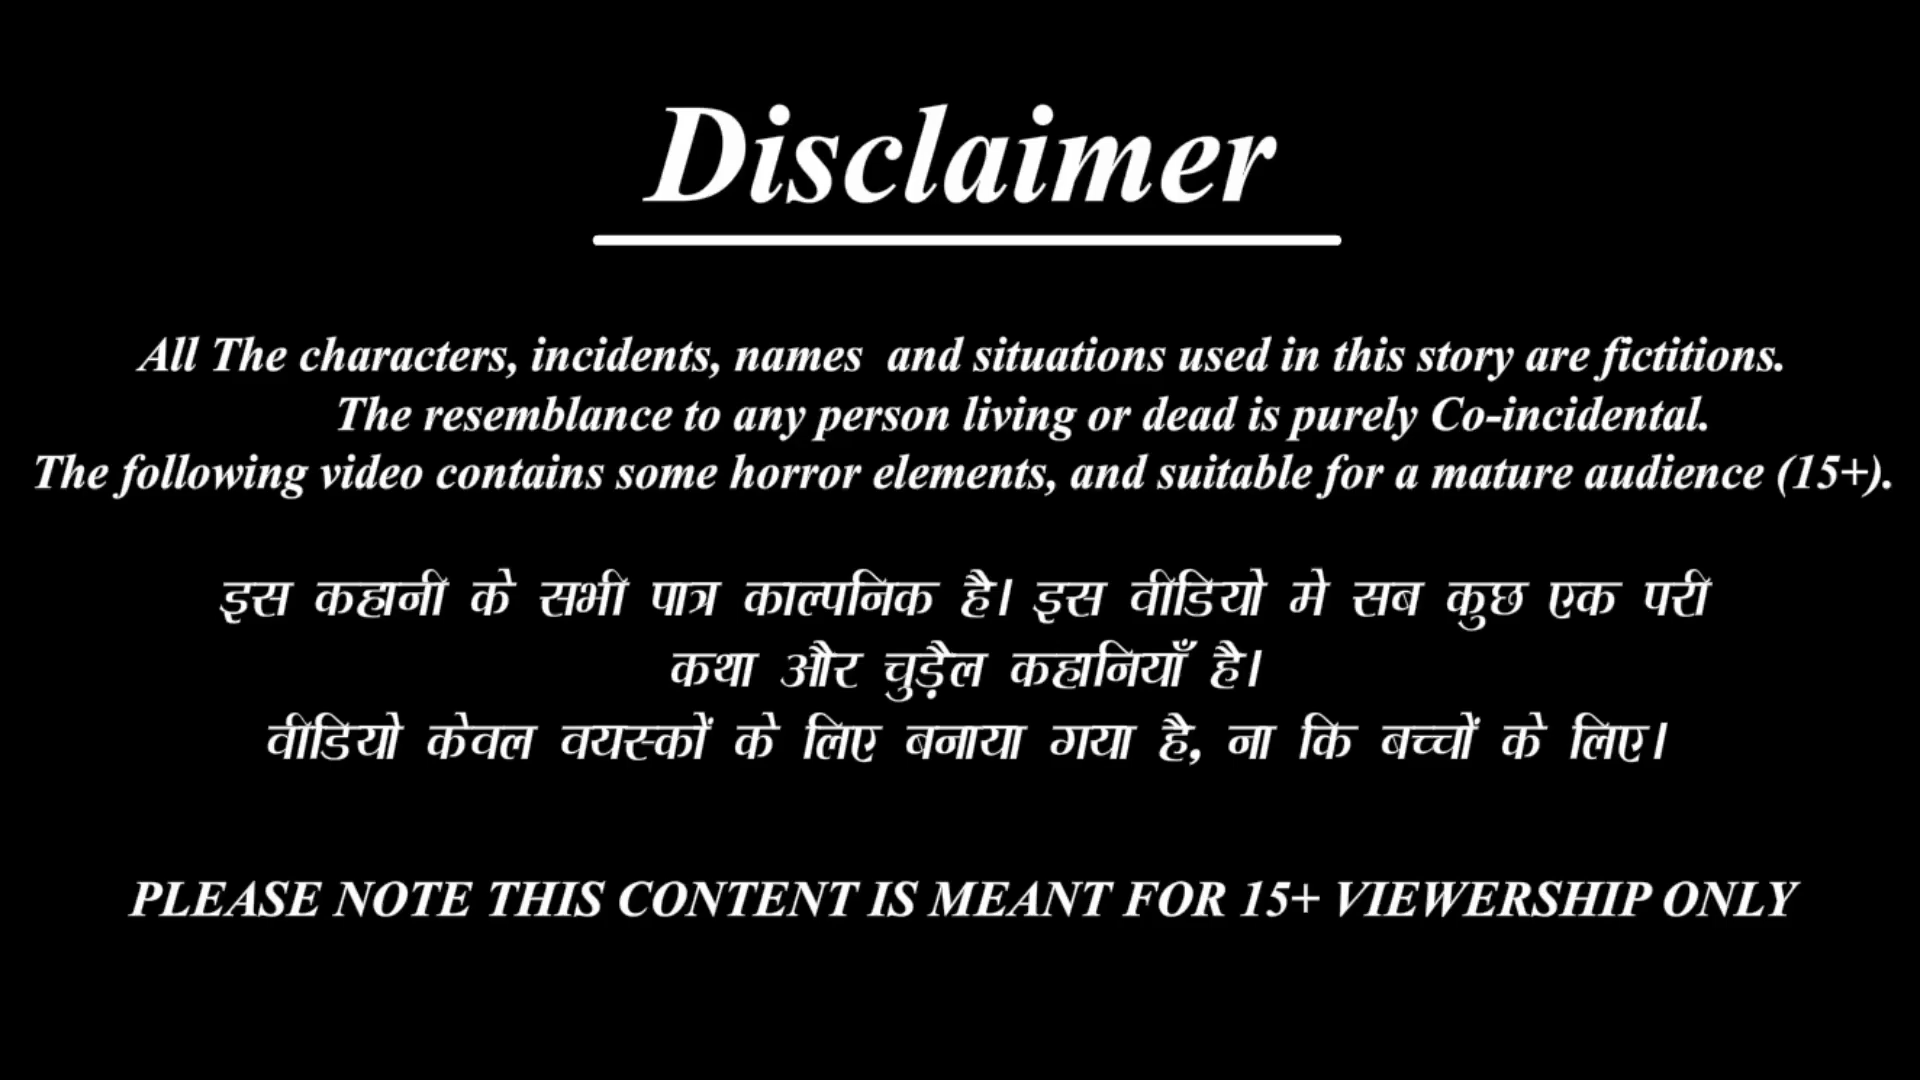 Disclaimer
All The characters, incidents, names and situations used in this story are fictitions.
The resemblance to any person living or dead is purely Co-incidental.
The following video contains some horror elements, and suitable for a mature audience (15+).
इस कहानी के सभी पात्र काल्पनिक है। इस वीडियो मे सब कुछ एक परी
कथा और चुड़ैल कहानियाँ है।
वीडियो केवल वयस्कों के लिए बनाया गया है, ना कि बच्चों के लिए।
PLEASE NOTE THIS CONTENT IS MEANT FOR 15+ VIEWERSHIP ONLY